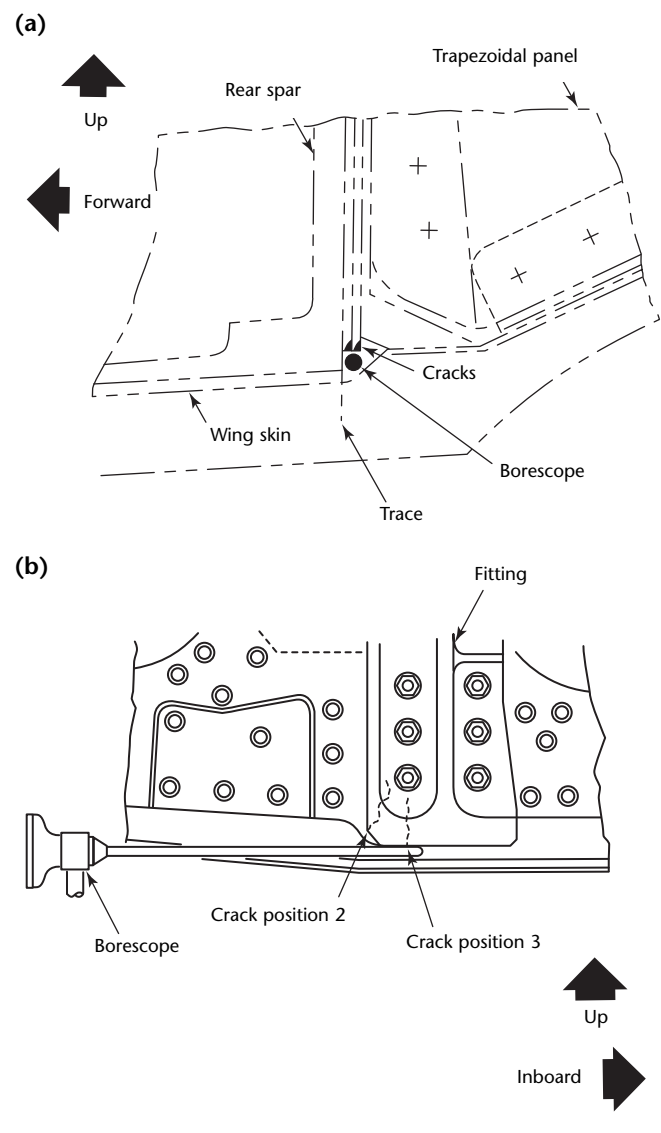 (a)
Trapezoidal panel
Rear spar
Up
Forward
Cracks
Wing skin
Borescope
Trace
(b)
Fitting
Crack position 2
Crack position 3
Borescope
Up
Inboard